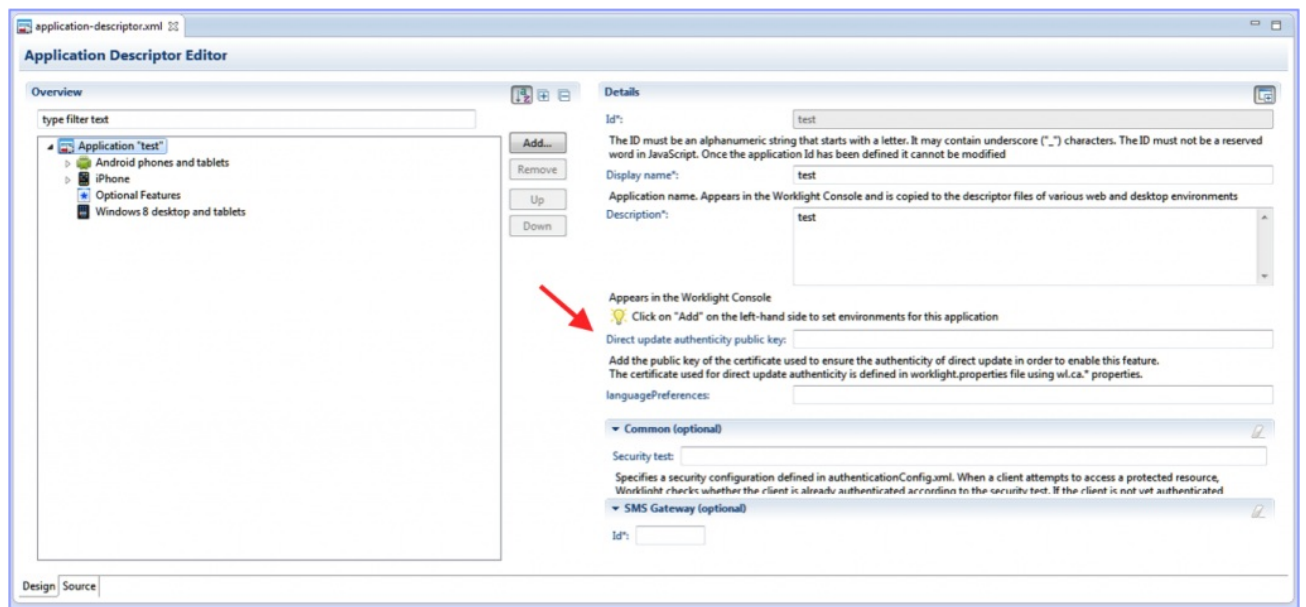 application-descriptor.xml
Application Descriptor Editor
Overview
type filter text
Application "test"
Android phones and tablets
iPhone
Optional Features
Windows 8 desktop and tablets
Add...
Remove
Up
Down
Details
Id*:
test
The ID must be an alphanumeric string that starts with a letter. It may contain underscore ("_") characters. The ID must not be a reserved
word in JavaScript. Once the application Id has been defined it cannot be modified
Display name*:
test
Application name. Appears in the Worklight Console and is copied to the descriptor files of various web and desktop environments
Description*:
test
Appears in the Worklight Console
Click on "Add" on the left-hand side to set environments for this application
Direct update authenticity public key:
Add the public key of the certificate used to ensure the authenticity of direct update in order to enable this feature.
The certificate used for direct update authenticity is defined in worklight.properties file using wl.ca.* properties.
languagePreferences:
Common (optional)
Security test:
Specifies a security configuration defined in authenticationConfig.xml. When a client attempts to access a protected resource,
Worklight checks whether the client is already authenticated according to the security test. If the client is not yet authenticated
SMS Gateway (optional)
Id*:
Design Source